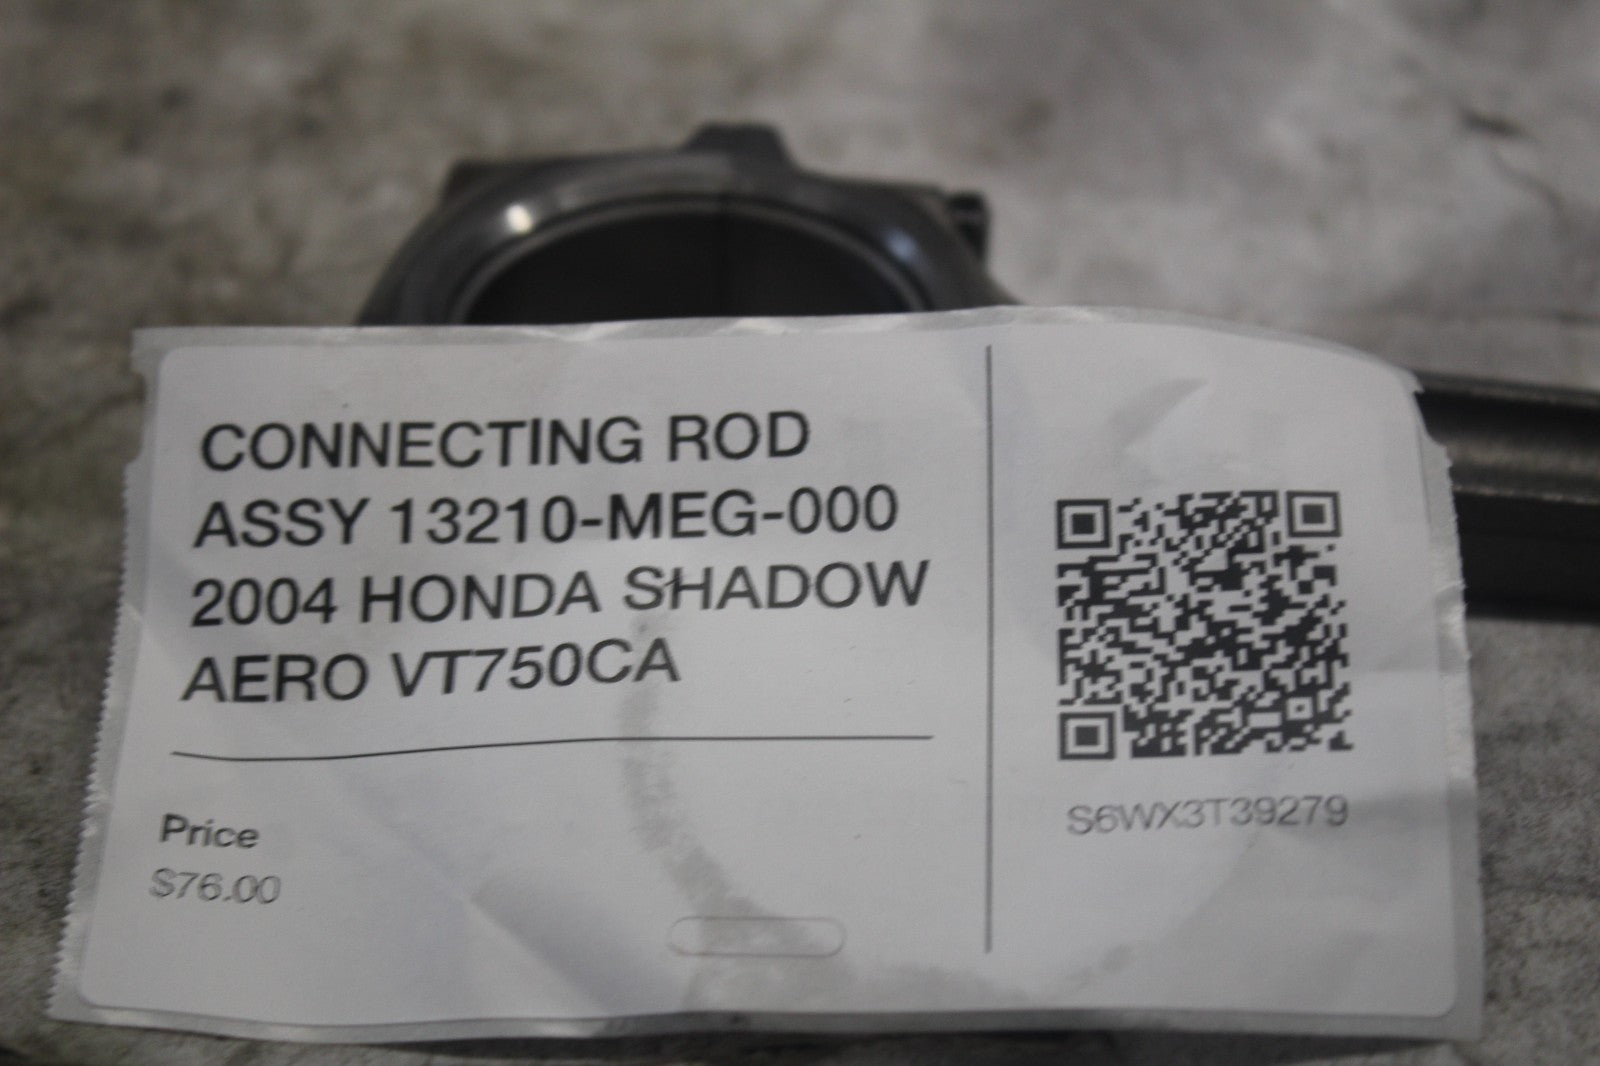 CONNECTING ROD
ASSY 13210-MEG-000
2004 HONDA SHADOW
AERO VT750CA
Price
$76.00
S6WX3T39279